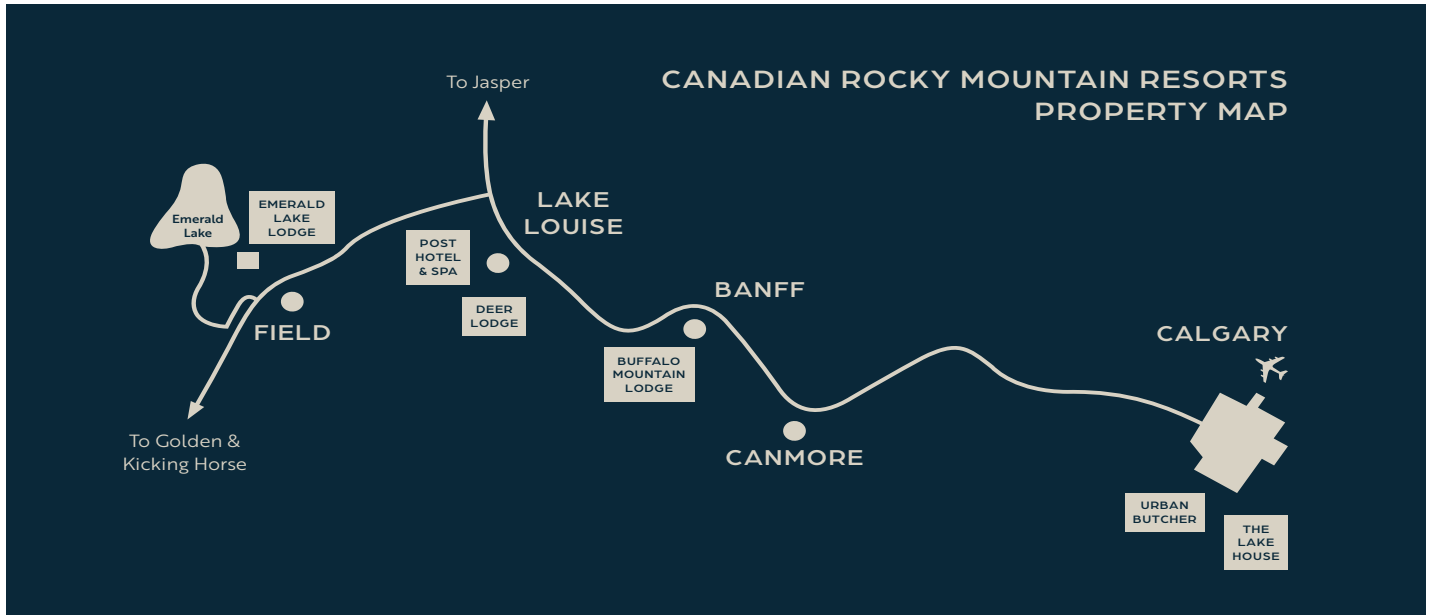 CANADIAN ROCKY MOUNTAIN RESORTS
PROPERTY MAP
To Jasper
LAKE
LOUISE
EMERALD
LAKE
LODGE
Emerald
Lake
POST
HOTEL
& SPA
DEER
LODGE
BANFF
FIELD
CALGARY
BUFFALO
MOUNTAIN
LODGE
To Golden &
Kicking Horse
CANMORE
URBAN
BUTCHER
THE
LAKE
HOUSE